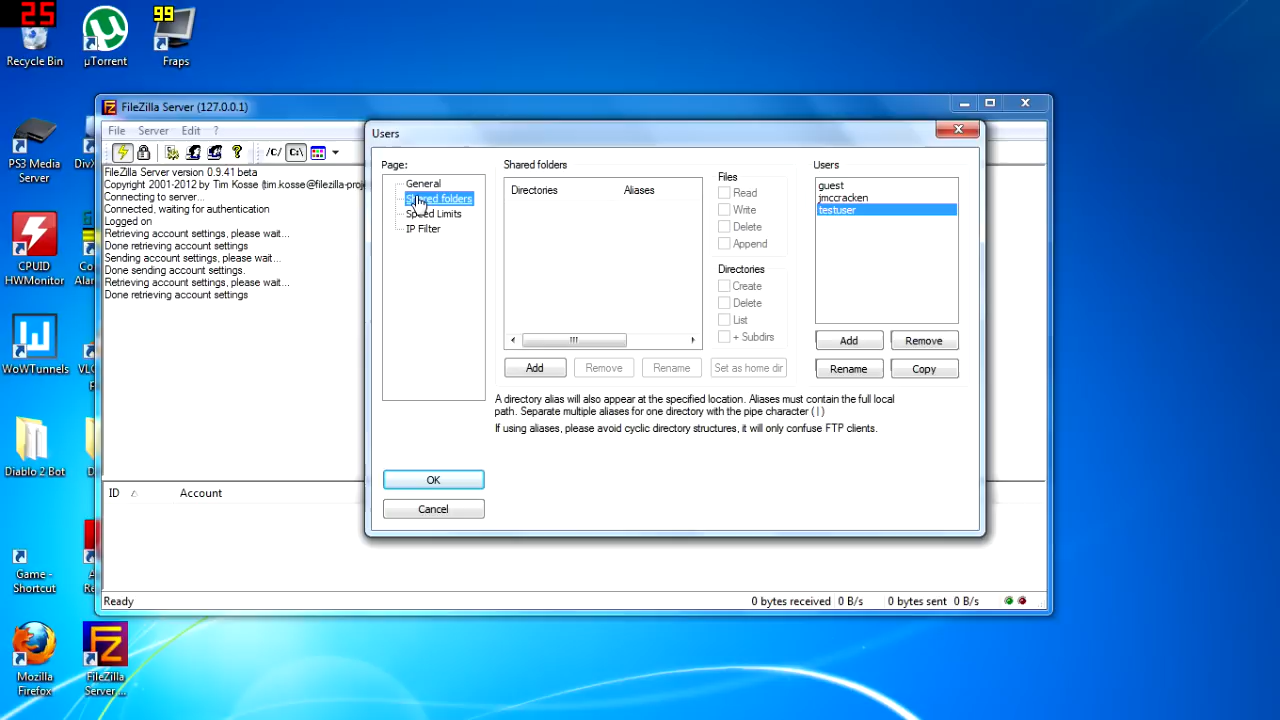 25
99
Recycle Bin
µTorrent
Fraps
PS3 Media
Server
DivX
CPUID
HWMonitor
WoWTunnels
Diablo 2 Bot
Game -
Shortcut
Mozilla
Firefox
FileZilla
Server...
FileZilla Server (127.0.0.1)
File Server Edit ?
/C/ C:\
FileZilla Server version 0.9.41 beta
Copyright 2001-2012 by Tim Kosse (tim.kosse@filezilla-proj
Connecting to server...
Connected, waiting for authentication
Logged on
Retrieving account settings, please wait...
Done retrieving account settings
Sending account settings, please wait...
Done sending account settings.
Retrieving account settings, please wait...
Done retrieving account settings
ID Account
Ready
0 bytes received 0 B/s 0 bytes sent 0 B/s
Users
Page:
General
Shared folders
Speed Limits
IP Filter
OK
Cancel
Shared folders
Directories Aliases
Add Remove Rename Set as home dir
Files
Read
Write
Delete
Append
Directories
Create
Delete
List
+ Subdirs
Users
guest
jmccracken
testuser
Add Remove
Rename Copy
A directory alias will also appear at the specified location. Aliases must contain the full local
path. Separate multiple aliases for one directory with the pipe character (|)
If using aliases, please avoid cyclic directory structures, it will only confuse FTP clients.